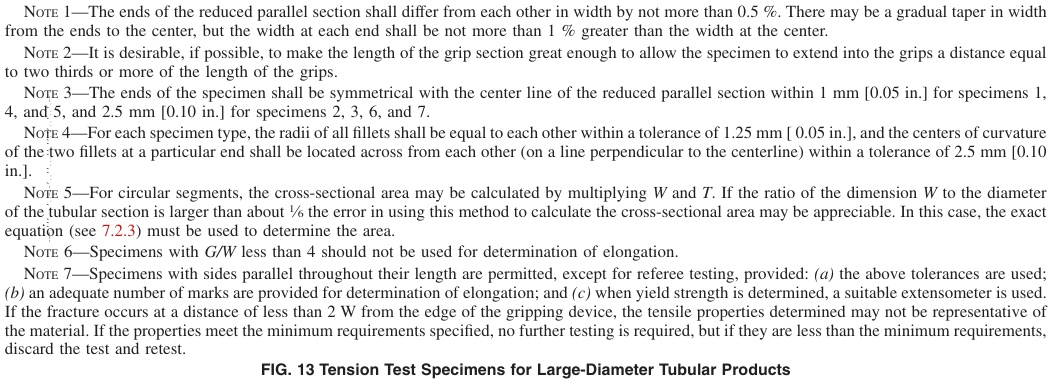 NOTE 1—The ends of the reduced parallel section shall differ from each other in width by not more than 0.5 %. There may be a gradual taper in width
from the ends to the center, but the width at each end shall be not more than 1 % greater than the width at the center.
NOTE 2—It is desirable, if possible, to make the length of the grip section great enough to allow the specimen to extend into the grips a distance equal
to two thirds or more of the length of the grips.
NOTE 3—The ends of the specimen shall be symmetrical with the center line of the reduced parallel section within 1 mm [0.05 in.] for specimens 1,
4, and 5, and 2.5 mm [0.10 in.] for specimens 2, 3, 6, and 7.
NOTE 4—For each specimen type, the radii of all fillets shall be equal to each other within a tolerance of 1.25 mm [ 0.05 in.], and the centers of curvature
of the two fillets at a particular end shall be located across from each other (on a line perpendicular to the centerline) within a tolerance of 2.5 mm [0.10
in.].
NOTE 5—For circular segments, the cross-sectional area may be calculated by multiplying W and T. If the ratio of the dimension W to the diameter
of the tubular section is larger than about 1⁄6 the error in using this method to calculate the cross-sectional area may be appreciable. In this case, the exact
equation (see 7.2.3) must be used to determine the area.
NOTE 6—Specimens with G/W less than 4 should not be used for determination of elongation.
NOTE 7—Specimens with sides parallel throughout their length are permitted, except for referee testing, provided: (a) the above tolerances are used;
(b) an adequate number of marks are provided for determination of elongation; and (c) when yield strength is determined, a suitable extensometer is used.
If the fracture occurs at a distance of less than 2 W from the edge of the gripping device, the tensile properties determined may not be representative of
the material. If the properties meet the minimum requirements specified, no further testing is required, but if they are less than the minimum requirements,
discard the test and retest.
FIG. 13 Tension Test Specimens for Large-Diameter Tubular Products